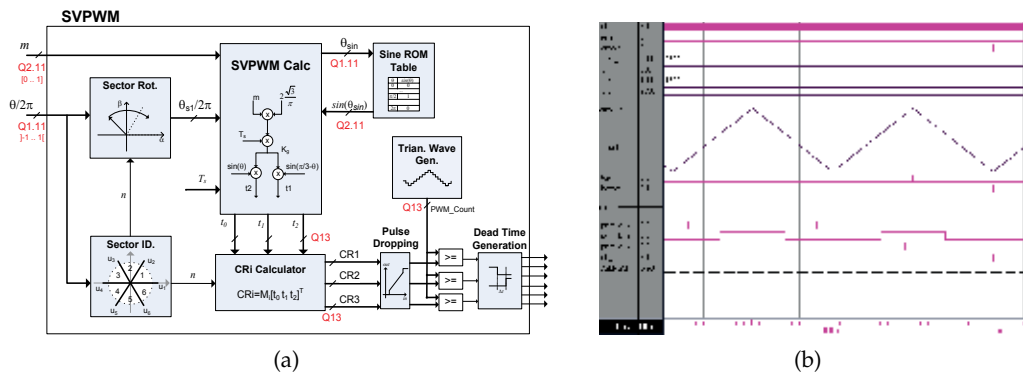 SVPWM
m
Q2.11
[0 .. 1]
θ/2π
Q1.11
]-1 .. 1[
Sector Rot.
β
α
θs1/2π
n
Ts
SVPWM Calc
m
2 √3/π
Ts
Ks
sin(θ)
sin(π/3-θ)
x
x
x
x
t2
t1
θsin
Q1.11
Sine ROM
Table
sin(θsin)
Q2.11
Trian. Wave
Gen.
Q13
PWM_Count
t0
t1
t2
Q13
Sector ID.
u3
u2
u4
u1
u5
u6
3
2
1
4
5
6
n
CRi Calculator
CRi=Mi[t0 t1 t2]T
CR1
CR2
CR3
Q13
Pulse
Dropping
>=
>=
>=
Dead Time
Generation
(a)
(b)